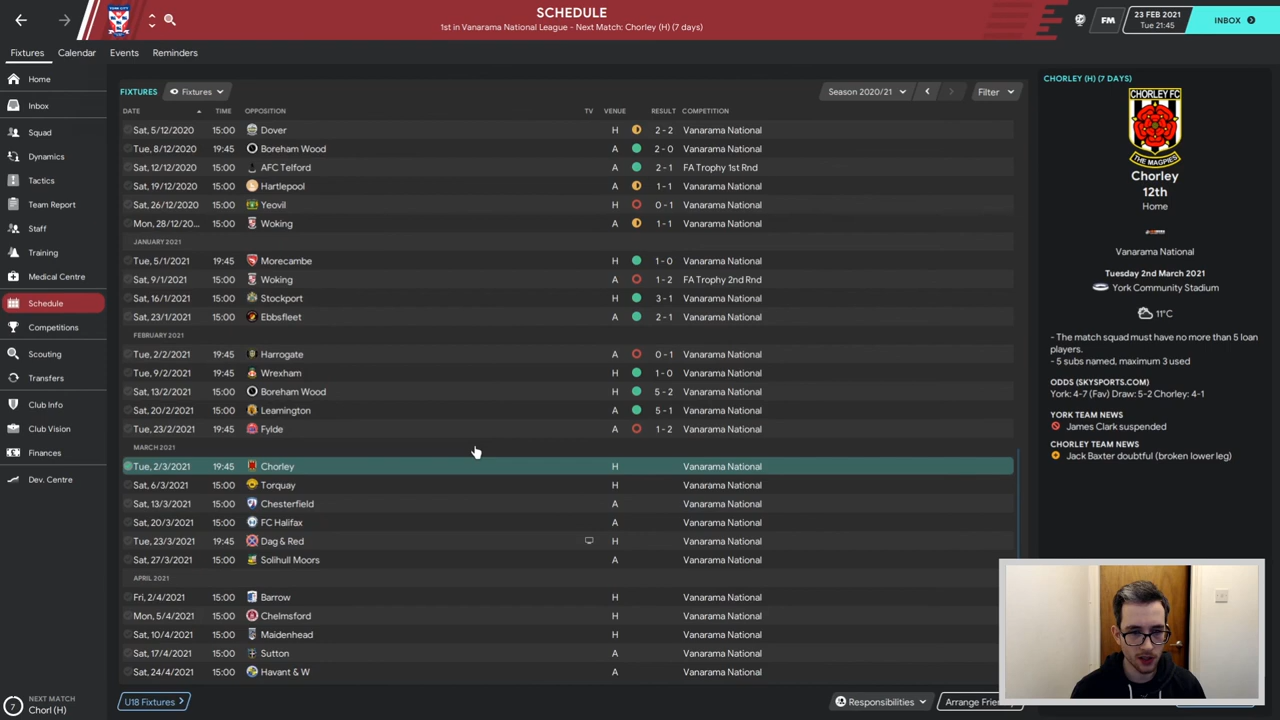 SCHEDULE
1st in Vanarama National League - Next Match: Chorley (H) (7 days)
YORK CITY
FM
23 FEB 2021
Tue 21:45
INBOX
Fixtures Calendar Events Reminders
Home
Inbox
Squad
Dynamics
Tactics
Team Report
Staff
Training
Medical Centre
Schedule
Competitions
Scouting
Transfers
Club Info
Club Vision
Finances
Dev. Centre
7 NEXT MATCH
Chorl (H)
FIXTURES Fixtures Season 2020/21 Filter
DATE TIME OPPOSITION TV VENUE RESULT COMPETITION
Sat, 5/12/2020 15:00 Dover H 2 - 2 Vanarama National
Tue, 8/12/2020 19:45 Boreham Wood A 2 - 0 Vanarama National
Sat, 12/12/2020 15:00 AFC Telford A 2 - 1 FA Trophy 1st Rnd
Sat, 19/12/2020 15:00 Hartlepool A 1 - 1 Vanarama National
Sat, 26/12/2020 15:00 Yeovil H 0 - 1 Vanarama National
Mon, 28/12/20... 15:00 Woking A 1 - 1 Vanarama National
JANUARY 2021
Tue, 5/1/2021 19:45 Morecambe H 1 - 0 Vanarama National
Sat, 9/1/2021 15:00 Woking A 1 - 2 FA Trophy 2nd Rnd
Sat, 16/1/2021 15:00 Stockport H 3 - 1 Vanarama National
Sat, 23/1/2021 15:00 Ebbsfleet A 2 - 1 Vanarama National
FEBRUARY 2021
Tue, 2/2/2021 19:45 Harrogate A 0 - 1 Vanarama National
Tue, 9/2/2021 19:45 Wrexham H 1 - 0 Vanarama National
Sat, 13/2/2021 15:00 Boreham Wood H 5 - 2 Vanarama National
Sat, 20/2/2021 15:00 Leamington A 5 - 1 Vanarama National
Tue, 23/2/2021 19:45 Fylde A 1 - 2 Vanarama National
MARCH 2021
Tue, 2/3/2021 19:45 Chorley H Vanarama National
Sat, 6/3/2021 15:00 Torquay H Vanarama National
Sat, 13/3/2021 15:00 Chesterfield A Vanarama National
Sat, 20/3/2021 15:00 FC Halifax A Vanarama National
Tue, 23/3/2021 19:45 Dag & Red H Vanarama National
Sat, 27/3/2021 15:00 Solihull Moors A Vanarama National
APRIL 2021
Fri, 2/4/2021 15:00 Barrow H Vanarama National
Mon, 5/4/2021 15:00 Chelmsford A Vanarama National
Sat, 10/4/2021 15:00 Maidenhead H Vanarama National
Sat, 17/4/2021 15:00 Sutton A Vanarama National
Sat, 24/4/2021 15:00 Havant & W A Vanarama National
U18 Fixtures Responsibilities Arrange
CHORLEY (H) (7 DAYS)
CHORLEY FC
THE MAGPIES
Chorley
12th
Home
Vanarama National
Tuesday 2nd March 2021
York Community Stadium
11°C
- The match squad must have no more than 5 loan
players.
- 5 subs named, maximum 3 used
ODDS (SKYSPORTS.COM)
York: 4-7 (Fav) Draw: 5-2 Chorley: 4-1
YORK TEAM NEWS
James Clark suspended
CHORLEY TEAM NEWS
Jack Baxter doubtful (broken lower leg)